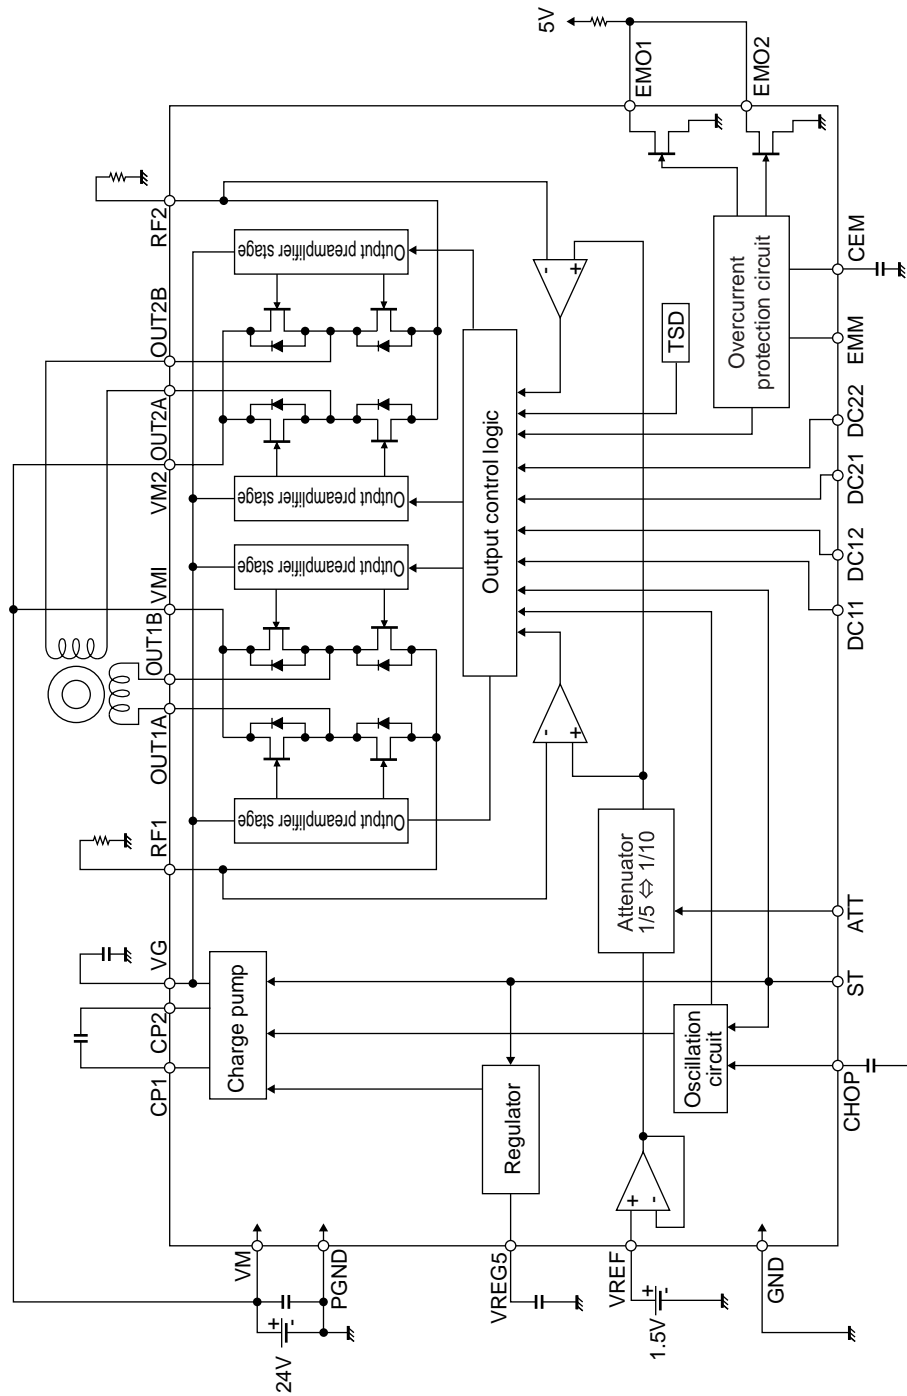 5V
EMO1
EMO2
RF2
OUT2B
OUT2A
VM2
VMI
OUT1B
OUT1A
RF1
VG
CP2
CP1
VM
PGND
24V
VREG5
VREF
1.5V
GND
Output preamplifier stage
Output preamplifier stage
Output preamplifier stage
Output preamplifier stage
Output control logic
-
+
-
+
TSD
Overcurrent
protection circuit
Charge pump
Regulator
Attenuator
1/5 ⇔ 1/10
Oscillation
circuit
+
-
+
-
+
-
CEM
EMM
DC22
DC21
DC12
DC11
ATT
ST
CHOP